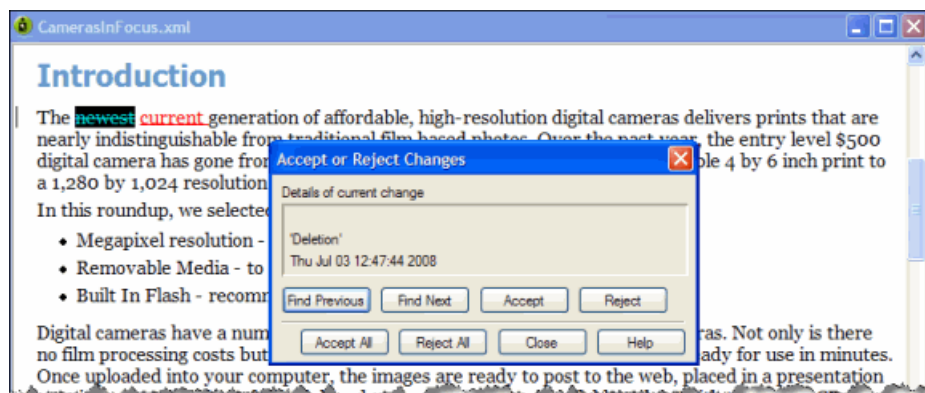 CamerasInFocus.xml
Introduction
The newest current generation of affordable, high-resolution digital cameras delivers prints that are
nearly indistinguishable from traditional film based photos. Over the past year, the entry level $500
digital camera has gone from ple 4 by 6 inch print to
a 1,280 by 1,024 resolution
In this roundup, we selected
• Megapixel resolution -
• Removable Media - to
• Built In Flash - recomm
Digital cameras have a num ras. Not only is there
no film processing costs but ady for use in minutes.
Once uploaded into your computer, the images are ready to post to the web, placed in a presentation
Accept or Reject Changes
Details of current change
'Deletion'
Thu Jul 03 12:47:44 2008
Find Previous Find Next Accept Reject
Accept All Reject All Close Help